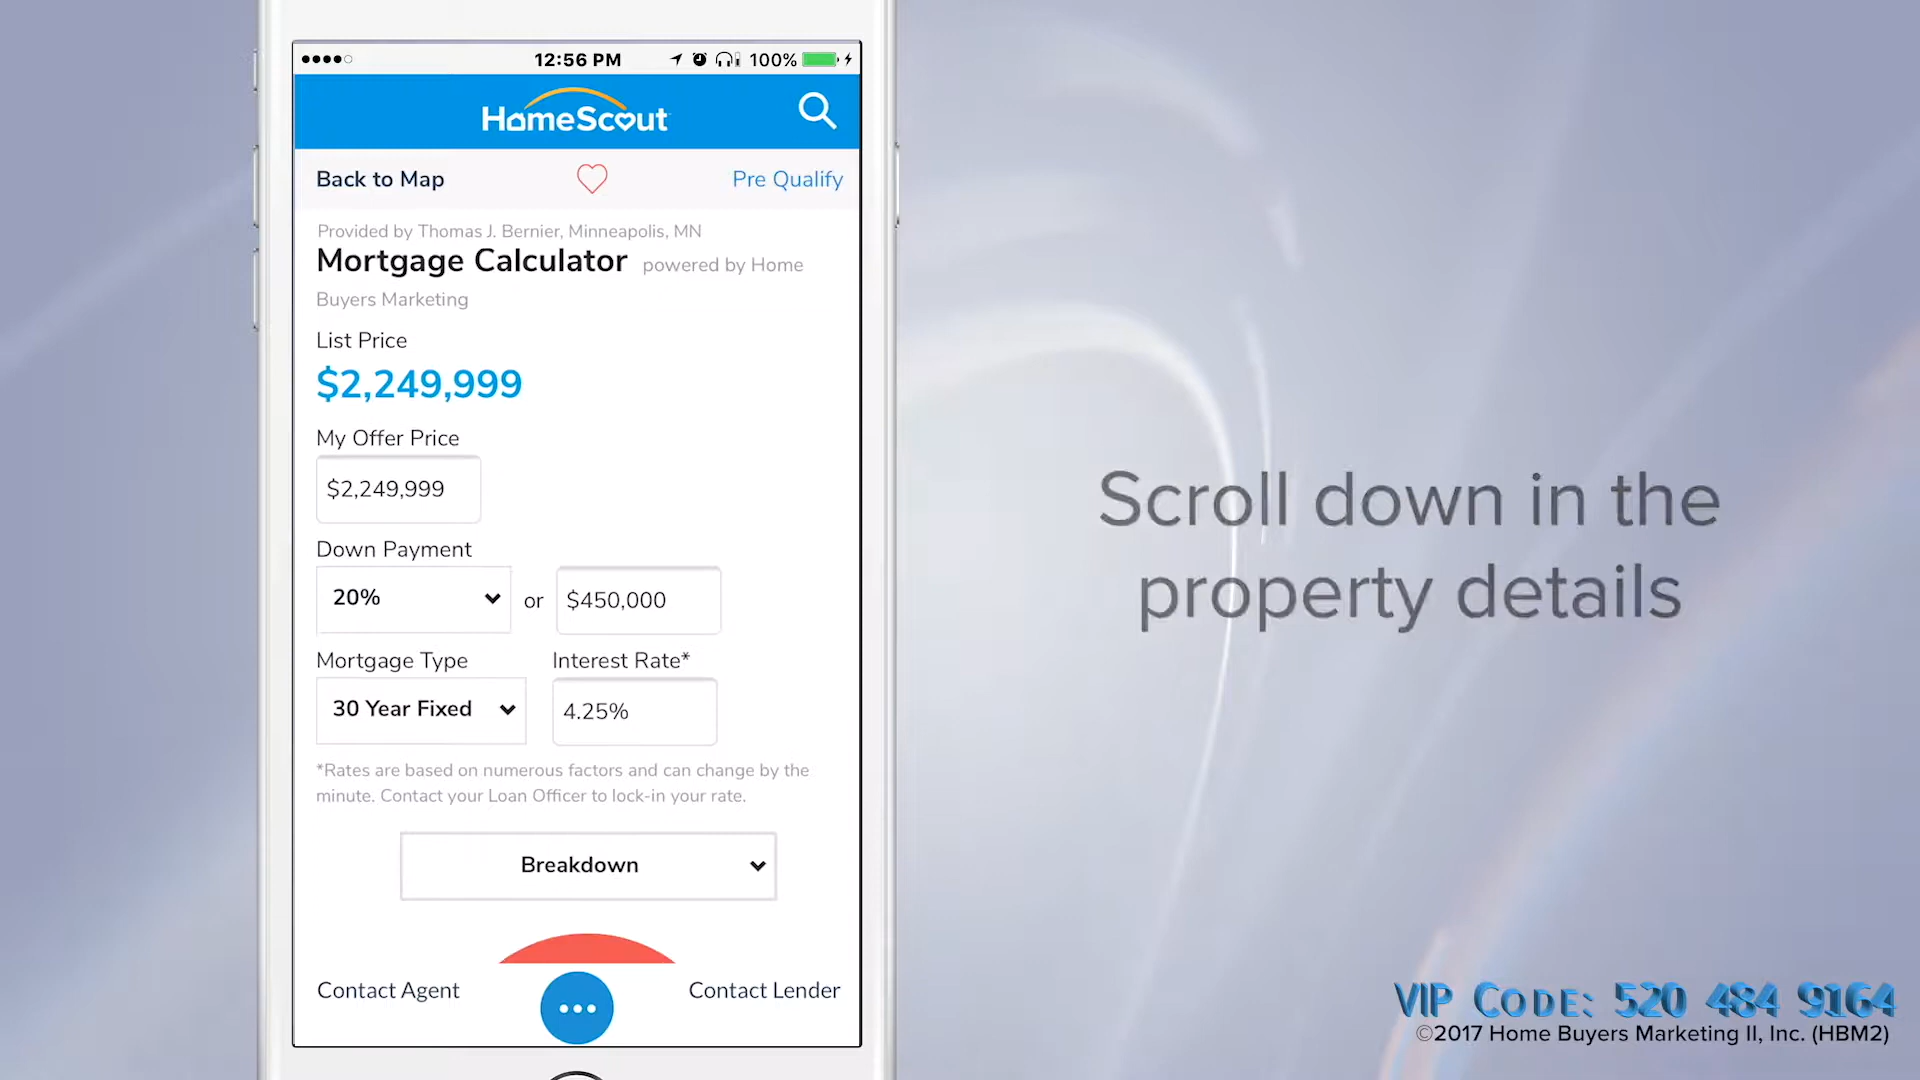 12:56 PM
100%
HomeScout
Back to Map
Pre Qualify
Provided by Thomas J. Bernier, Minneapolis, MN
Mortgage Calculator powered by Home
Buyers Marketing
List Price
$2,249,999
My Offer Price
$2,249,999
Down Payment
20% or $450,000
Mortgage Type Interest Rate*
30 Year Fixed 4.25%
*Rates are based on numerous factors and can change by the
minute. Contact your Loan Officer to lock-in your rate.
Breakdown
Contact Agent
Contact Lender
Scroll down in the
property details
VIP Code: 520 484 9164
©2017 Home Buyers Marketing II, Inc. (HBM2)